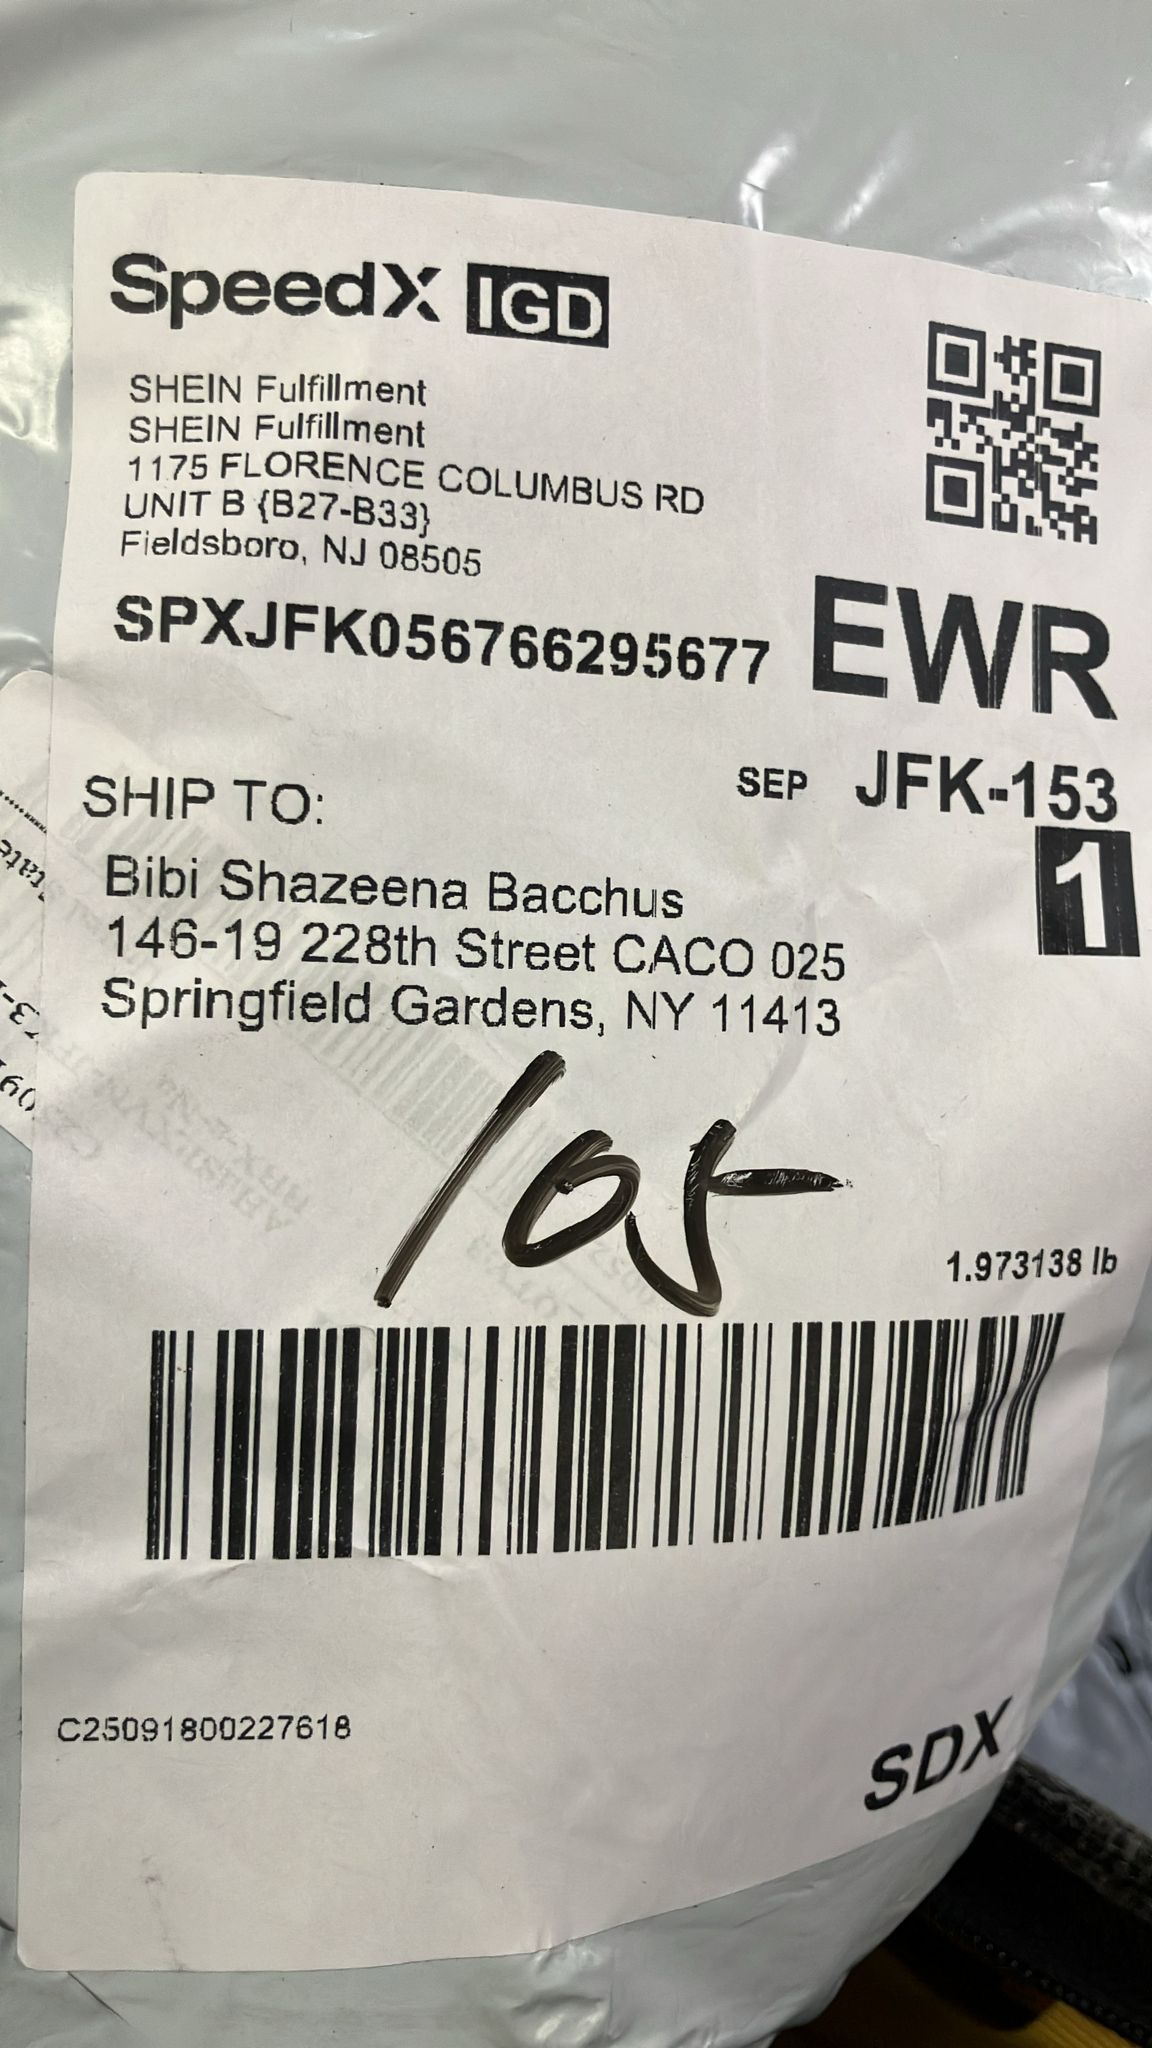 SpeedX IGD
SHEIN Fulfillment
SHEIN Fulfillment
1175 FLORENCE COLUMBUS RD
UNIT B {B27-B33}
Fieldsboro, NJ 08505
SPXJFK056766295677
EWR
SEP JFK-153
1
SHIP TO:
Bibi Shazeena Bacchus
146-19 228th Street CACO 025
Springfield Gardens, NY 11413
105
1.973138 lb
C25091800227618
SDX